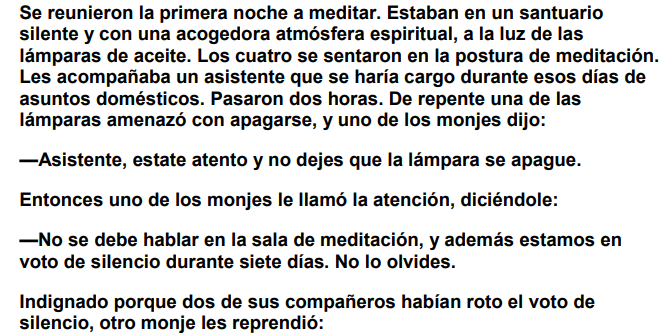 Se reunieron la primera noche a meditar. Estaban en un santuario
silente y con una acogedora atmósfera espiritual, a la luz de las
lámparas de aceite. Los cuatro se sentaron en la postura de meditación.
Les acompañaba un asistente que se haría cargo durante esos días de
asuntos domésticos. Pasaron dos horas. De repente una de las
lámparas amenazó con apagarse, y uno de los monjes dijo:
—Asistente, estate atento y no dejes que la lámpara se apague.
Entonces uno de los monjes le llamó la atención, diciéndole:
—No se debe hablar en la sala de meditación, y además estamos en
voto de silencio durante siete días. No lo olvides.
Indignado porque dos de sus compañeros habían roto el voto de
silencio, otro monje les reprendió: